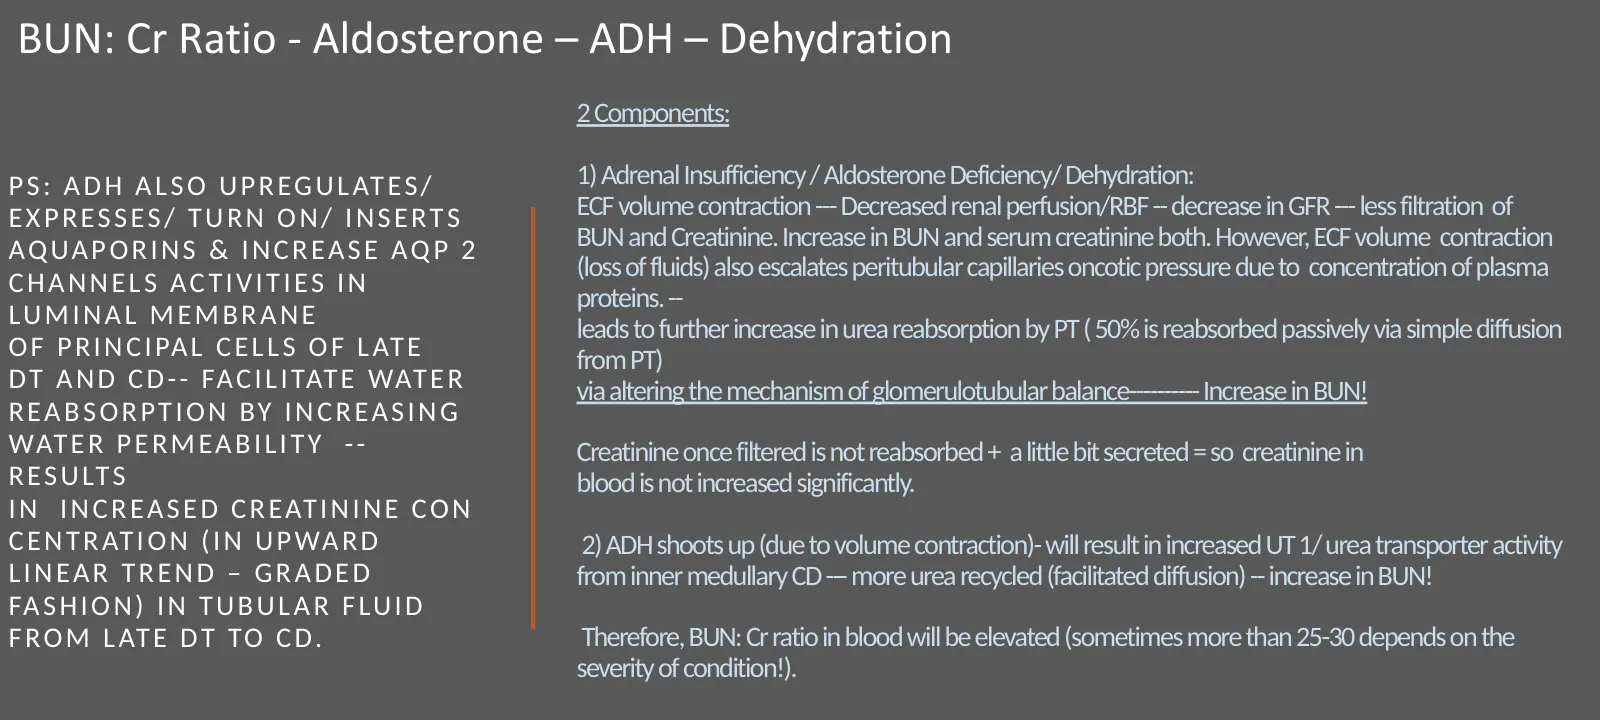 BUN: Cr Ratio - Aldosterone – ADH – Dehydration
PS: ADH ALSO UPREGULATES/
EXPRESSES/ TURN ON/ INSERTS
AQUAPORINS & INCREASE AQP 2
CHANNELS ACTIVITIES IN
LUMINAL MEMBRANE
OF PRINCIPAL CELLS OF LATE
DT AND CD-- FACILITATE WATER
REABSORPTION BY INCREASING
WATER PERMEABILITY --
RESULTS
IN INCREASED CREATININE CON
CENTRATION (IN UPWARD
LINEAR TREND – GRADED
FASHION) IN TUBULAR FLUID
FROM LATE DT TO CD.
2 Components:
1) Adrenal Insufficiency / Aldosterone Deficiency/ Dehydration:
ECF volume contraction --- Decreased renal perfusion/RBF -- decrease in GFR --- less filtration of
BUN and Creatinine. Increase in BUN and serum creatinine both. However, ECF volume contraction
(loss of fluids) also escalates peritubular capillaries oncotic pressure due to concentration of plasma
proteins. --
leads to further increase in urea reabsorption by PT ( 50% is reabsorbed passively via simple diffusion
from PT)
via altering the mechanism of glomerulotubular balance---------- Increase in BUN!
Creatinine once filtered is not reabsorbed + a little bit secreted = so creatinine in
blood is not increased significantly.
2) ADH shoots up (due to volume contraction)- will result in increased UT 1/ urea transporter activity
from inner medullary CD --- more urea recycled (facilitated diffusion) -- increase in BUN!
Therefore, BUN: Cr ratio in blood will be elevated (sometimes more than 25-30 depends on the
severity of condition!).